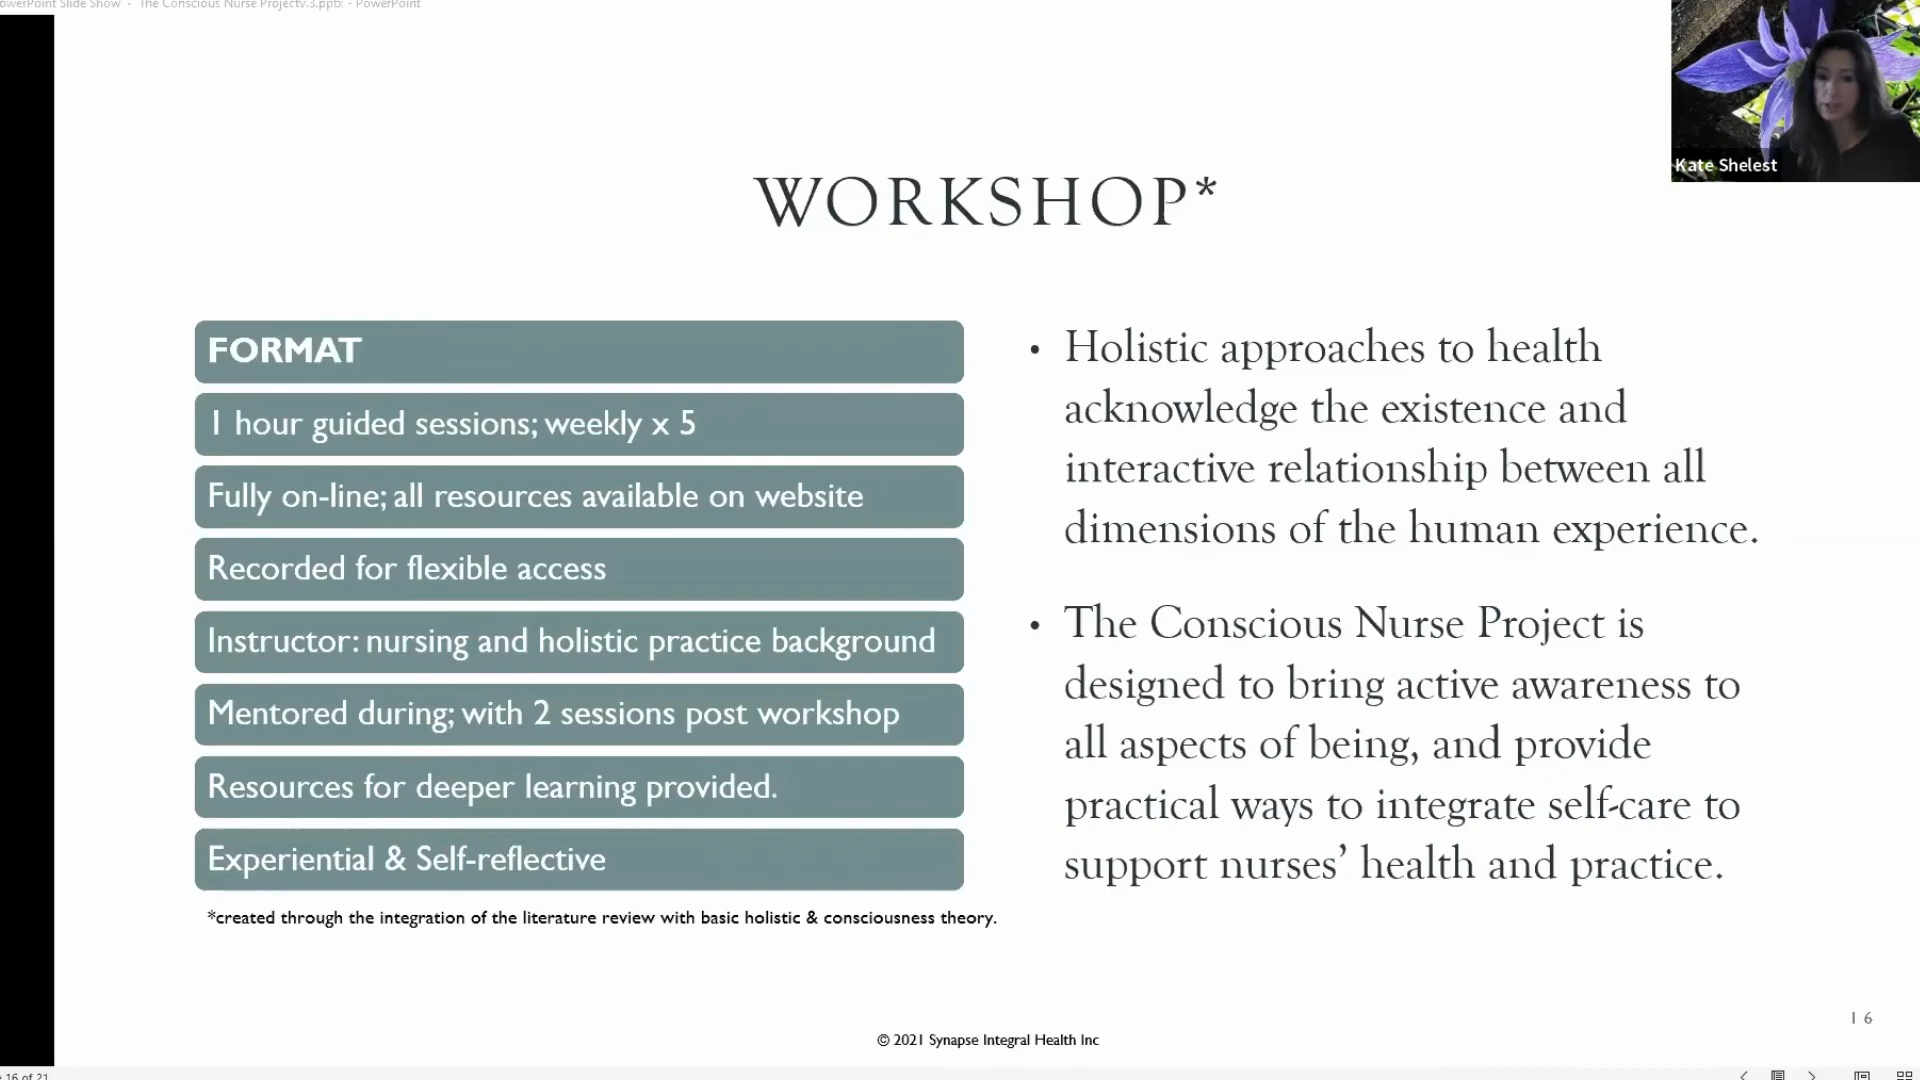 owerPoint Slide Show - The Conscious Nurse Projectv.3.pptx - PowerPoint
Kate Shelest
WORKSHOP*
FORMAT
1 hour guided sessions; weekly x 5
Fully on-line; all resources available on website
Recorded for flexible access
Instructor: nursing and holistic practice background
Mentored during; with 2 sessions post workshop
Resources for deeper learning provided.
Experiential & Self-reflective
*created through the integration of the literature review with basic holistic & consciousness theory.
• Holistic approaches to health
acknowledge the existence and
interactive relationship between all
dimensions of the human experience.
• The Conscious Nurse Project is
designed to bring active awareness to
all aspects of being, and provide
practical ways to integrate self-care to
support nurses’ health and practice.
16
© 2021 Synapse Integral Health Inc
16 of 21